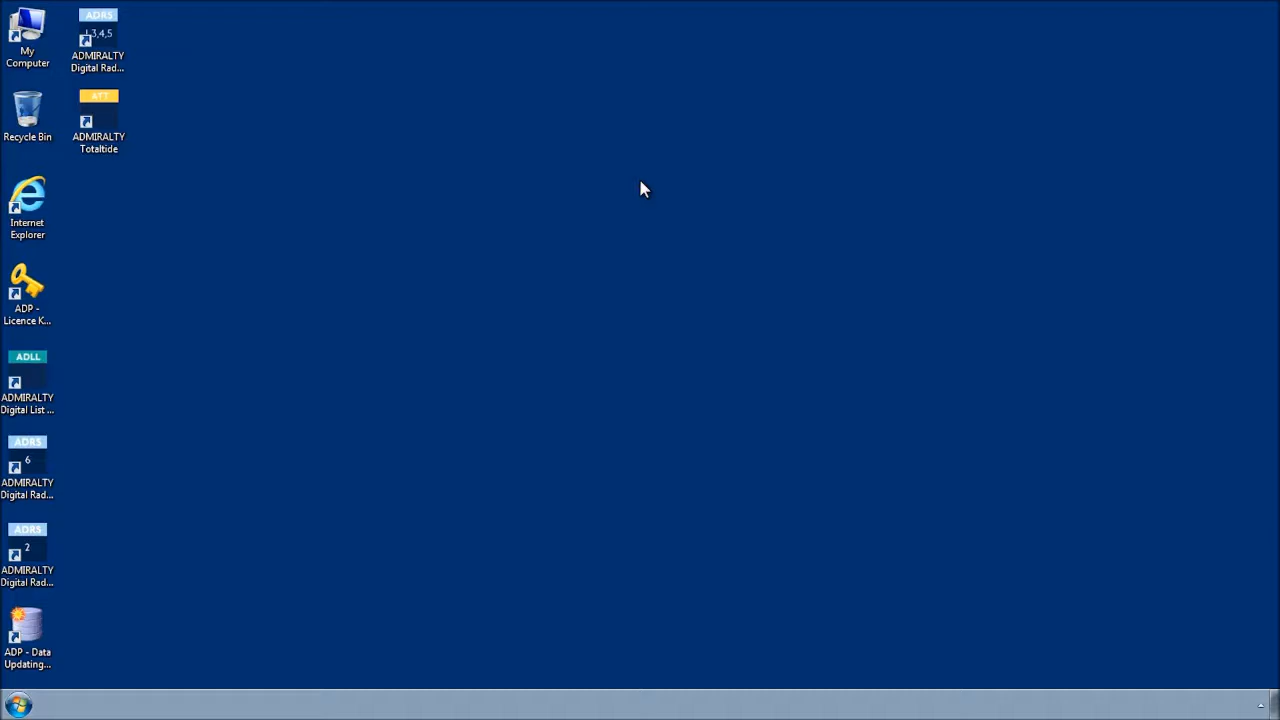 My
Computer
Recycle Bin
Internet
Explorer
ADP -
Licence K...
ADLL
ADMIRALTY
Digital List ...
ADRS
6
ADMIRALTY
Digital Rad...
ADRS
2
ADMIRALTY
Digital Rad...
ADP - Data
Updating...
ADRS
1,3,4,5
ADMIRALTY
Digital Rad...
ATT
ADMIRALTY
Totaltide